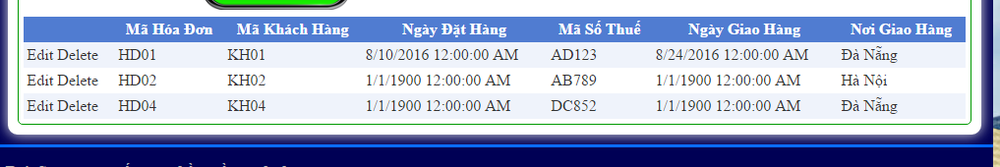 Mã Hóa Đơn Mã Khách Hàng Ngày Đặt Hàng Mã Số Thuế Ngày Giao Hàng Nơi Giao Hàng
Edit Delete HD01 KH01 8/10/2016 12:00:00 AM AD123 8/24/2016 12:00:00 AM Đà Nẵng
Edit Delete HD02 KH02 1/1/1900 12:00:00 AM AB789 1/1/1900 12:00:00 AM Hà Nội
Edit Delete HD04 KH04 1/1/1900 12:00:00 AM DC852 1/1/1900 12:00:00 AM Đà Nẵng